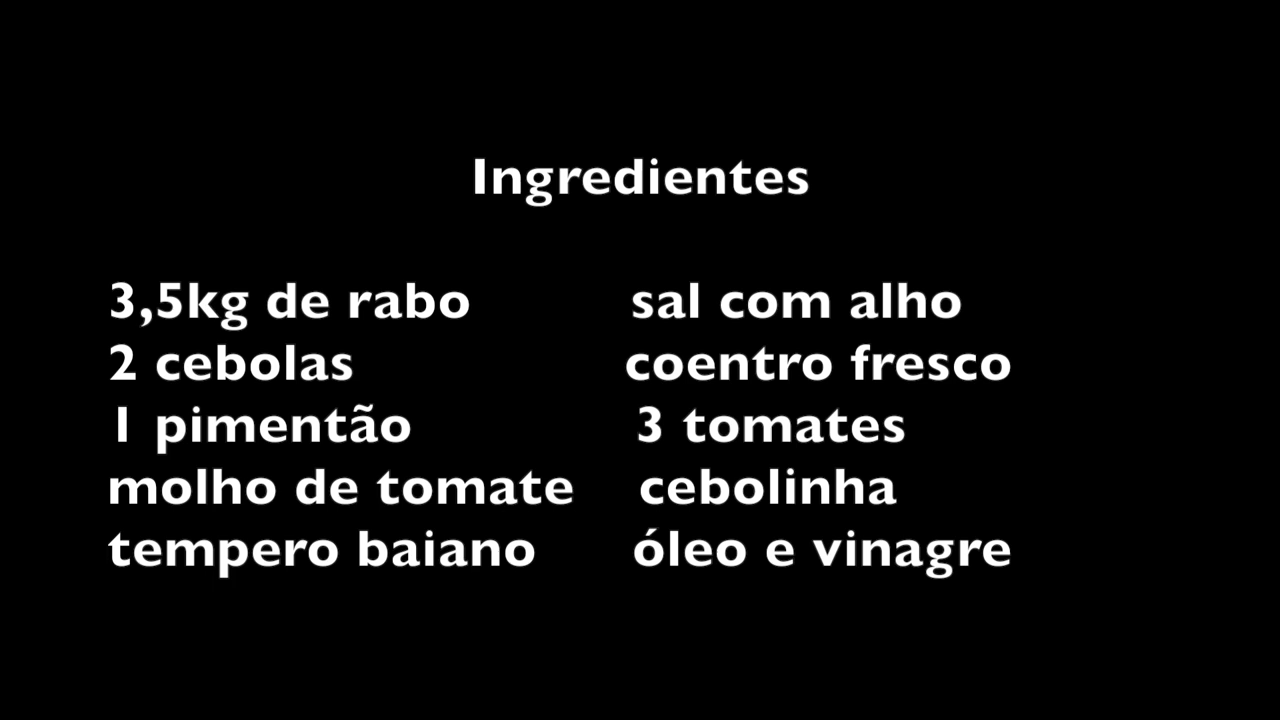 Ingredientes
3,5kg de rabo sal com alho
2 cebolas coentro fresco
1 pimentão 3 tomates
molho de tomate cebolinha
tempero baiano óleo e vinagre